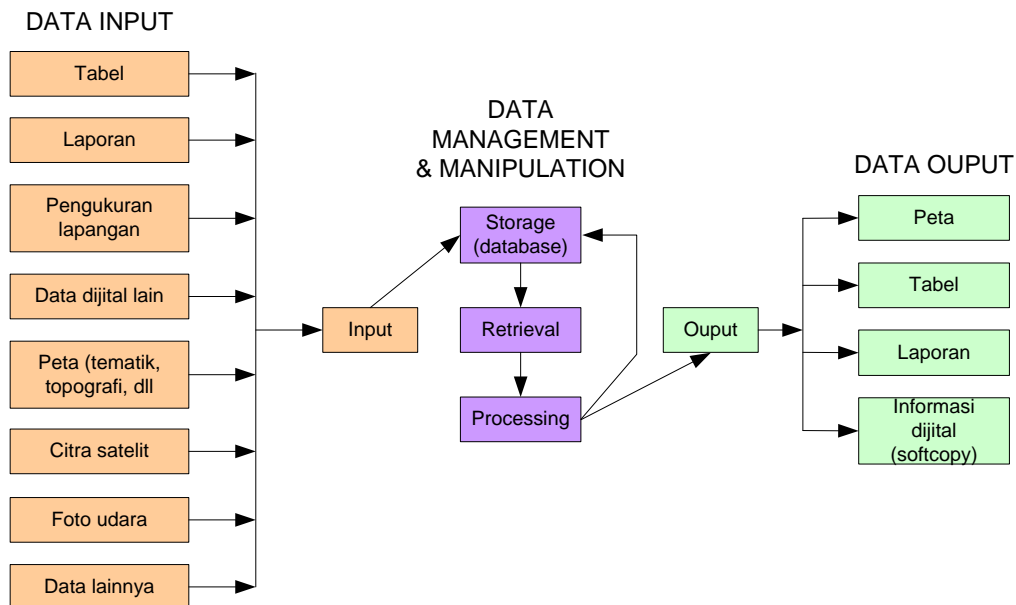 DATA INPUT
Tabel
Laporan
Pengukuran
lapangan
Data dijital lain
Peta (tematik,
topografi, dll
Citra satelit
Foto udara
Data lainnya
Input
DATA
MANAGEMENT
& MANIPULATION
Storage
(database)
Retrieval
Processing
Ouput
DATA OUPUT
Peta
Tabel
Laporan
Informasi
dijital
(softcopy)